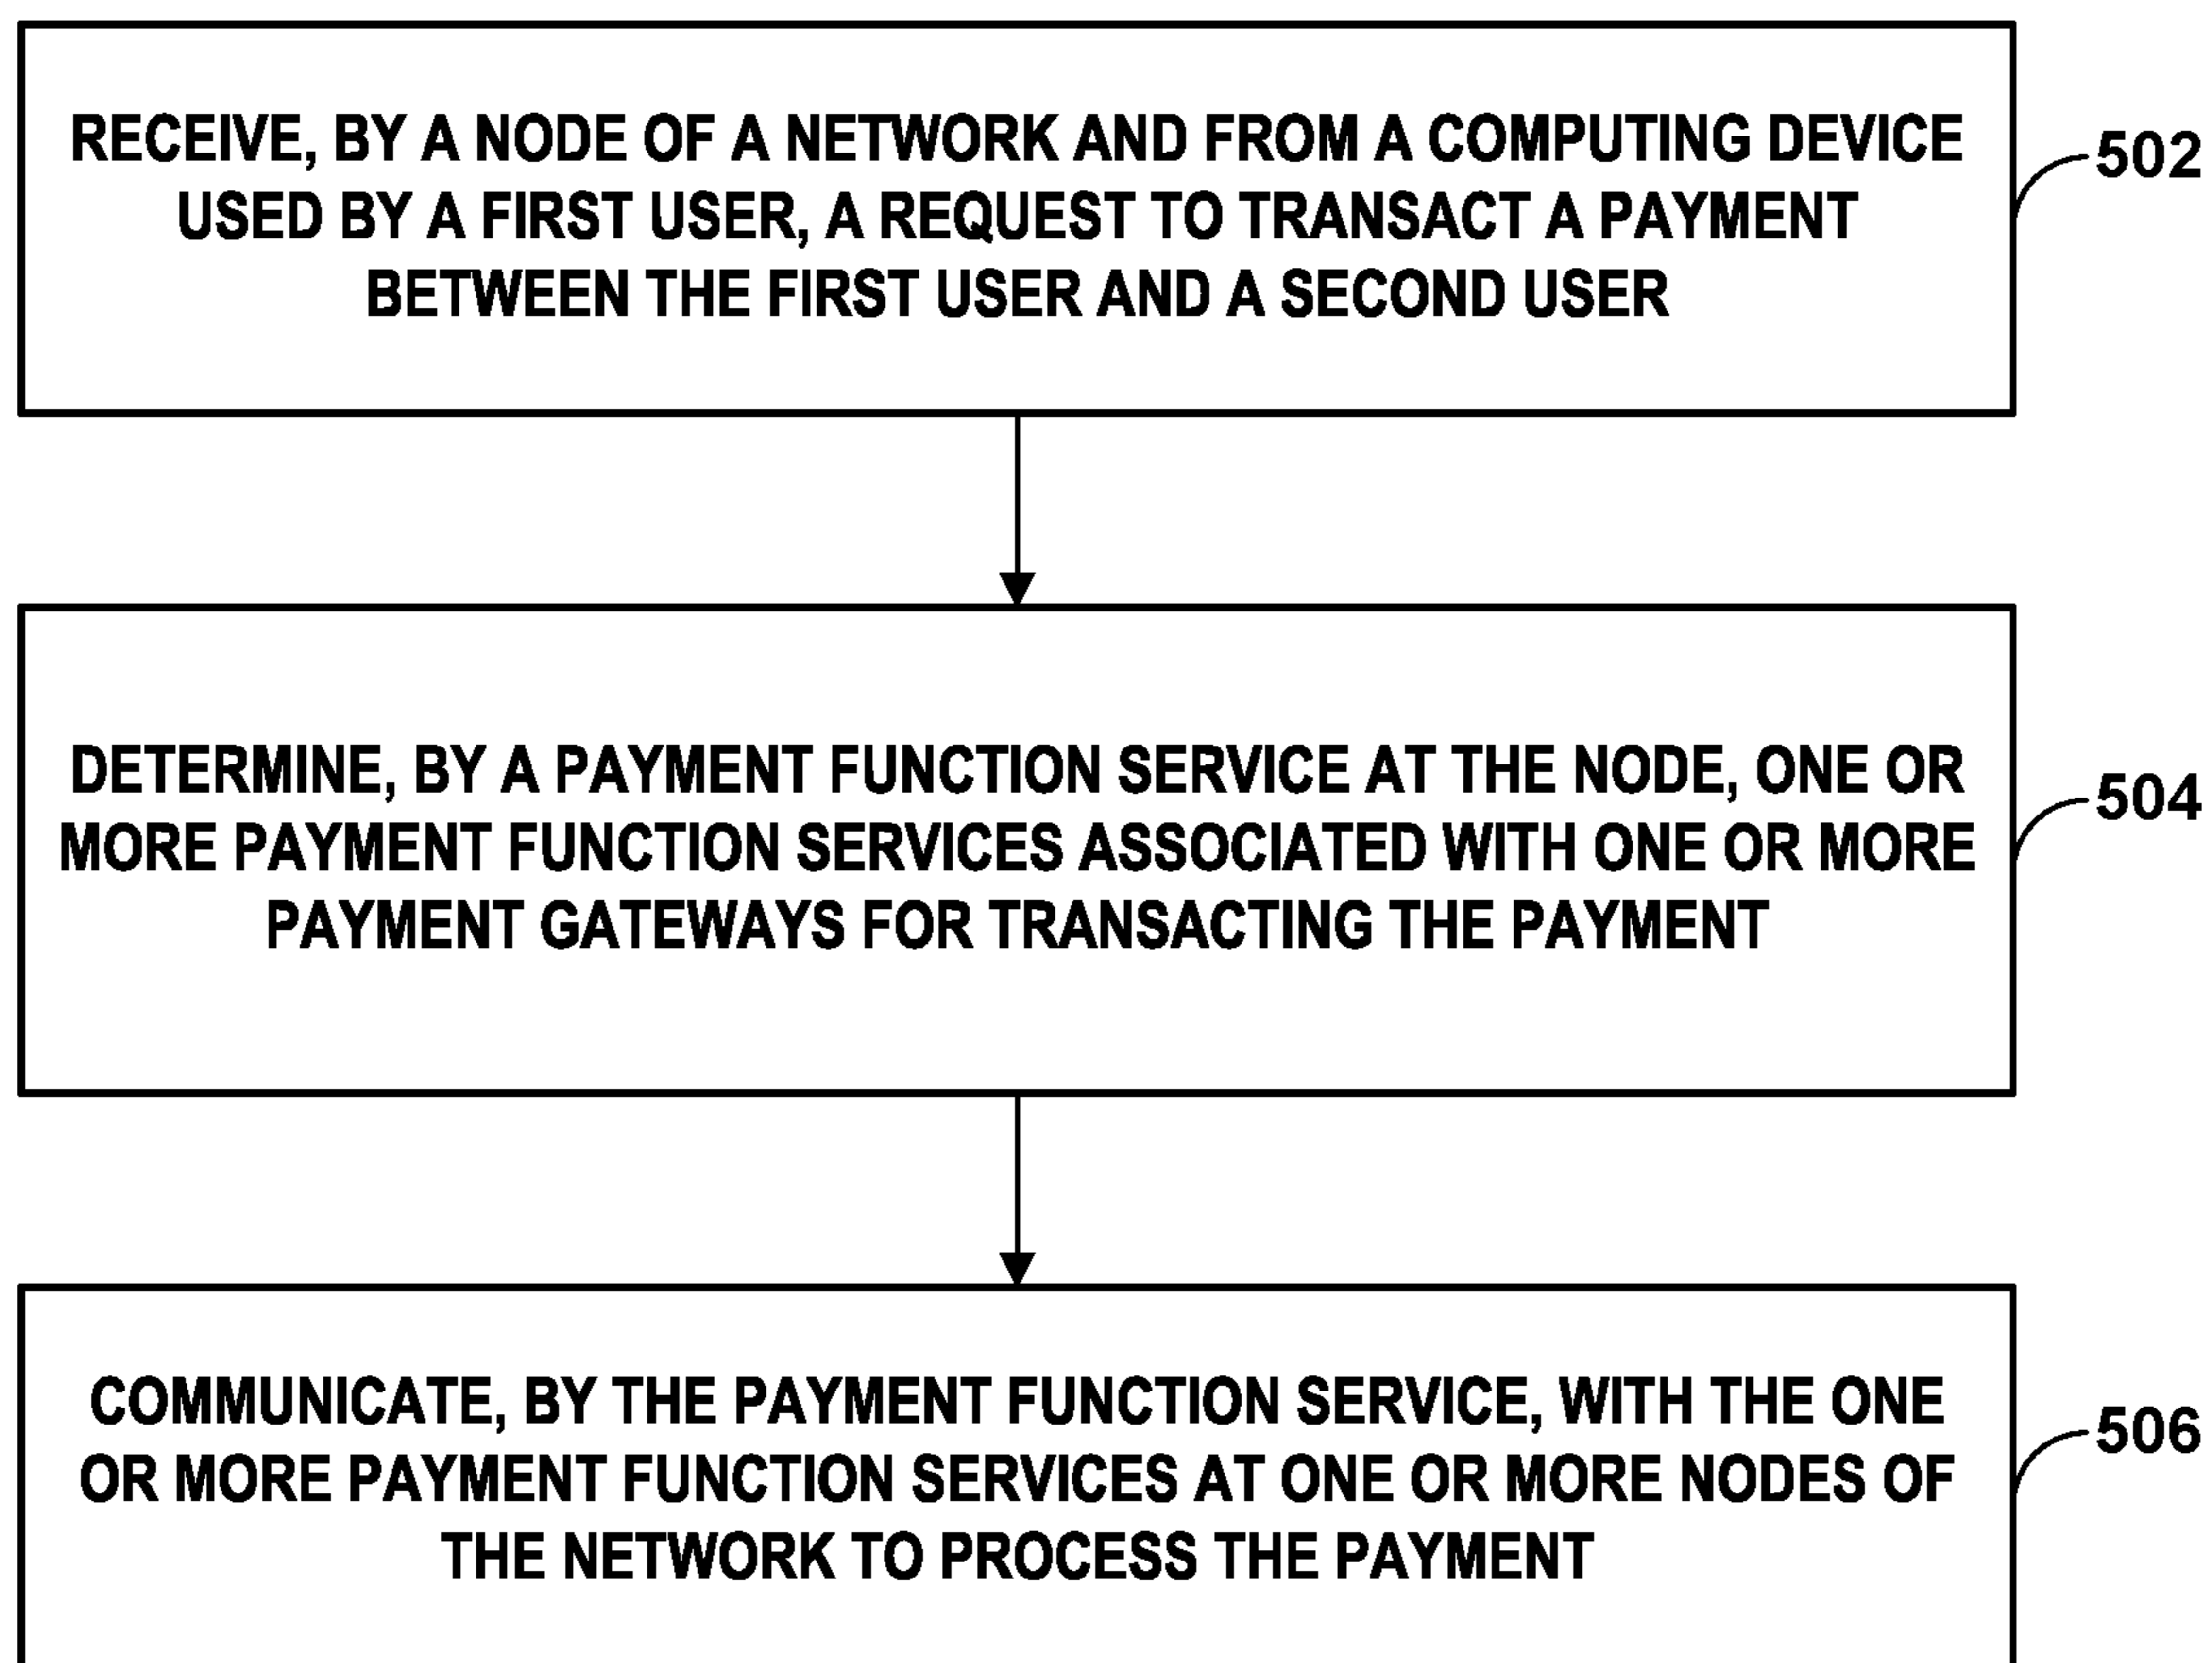 RECEIVE, BY A NODE OF A NETWORK AND FROM A COMPUTING DEVICE
USED BY A FIRST USER, A REQUEST TO TRANSACT A PAYMENT
BETWEEN THE FIRST USER AND A SECOND USER
502
DETERMINE, BY A PAYMENT FUNCTION SERVICE AT THE NODE, ONE OR
MORE PAYMENT FUNCTION SERVICES ASSOCIATED WITH ONE OR MORE
PAYMENT GATEWAYS FOR TRANSACTING THE PAYMENT
504
COMMUNICATE, BY THE PAYMENT FUNCTION SERVICE, WITH THE ONE
OR MORE PAYMENT FUNCTION SERVICES AT ONE OR MORE NODES OF
THE NETWORK TO PROCESS THE PAYMENT
506